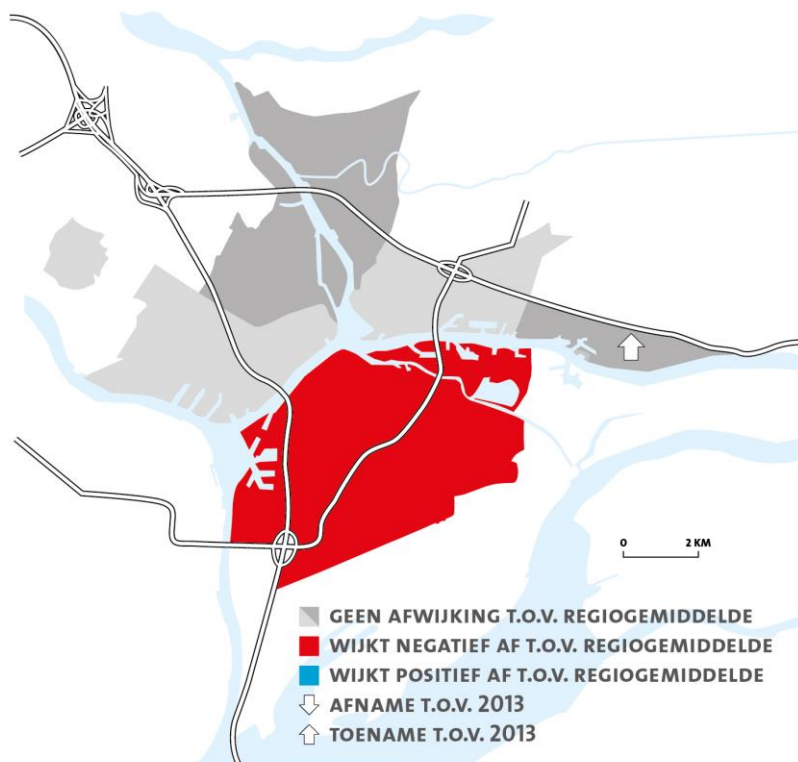 0 2 KM
GEEN AFWIJKING T.O.V. REGIOGEMIDDELDE
WIJKT NEGATIEF AF T.O.V. REGIOGEMIDDELDE
WIJKT POSITIEF AF T.O.V. REGIOGEMIDDELDE
AFNAME T.O.V. 2013
TOENAME T.O.V. 2013